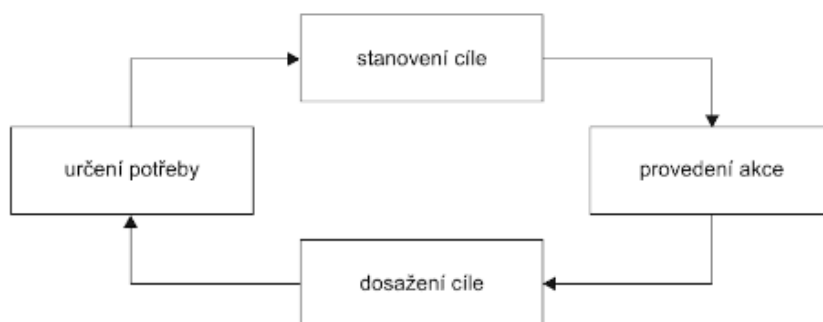 stanovení cíle
určení potřeby
provedení akce
dosažení cíle